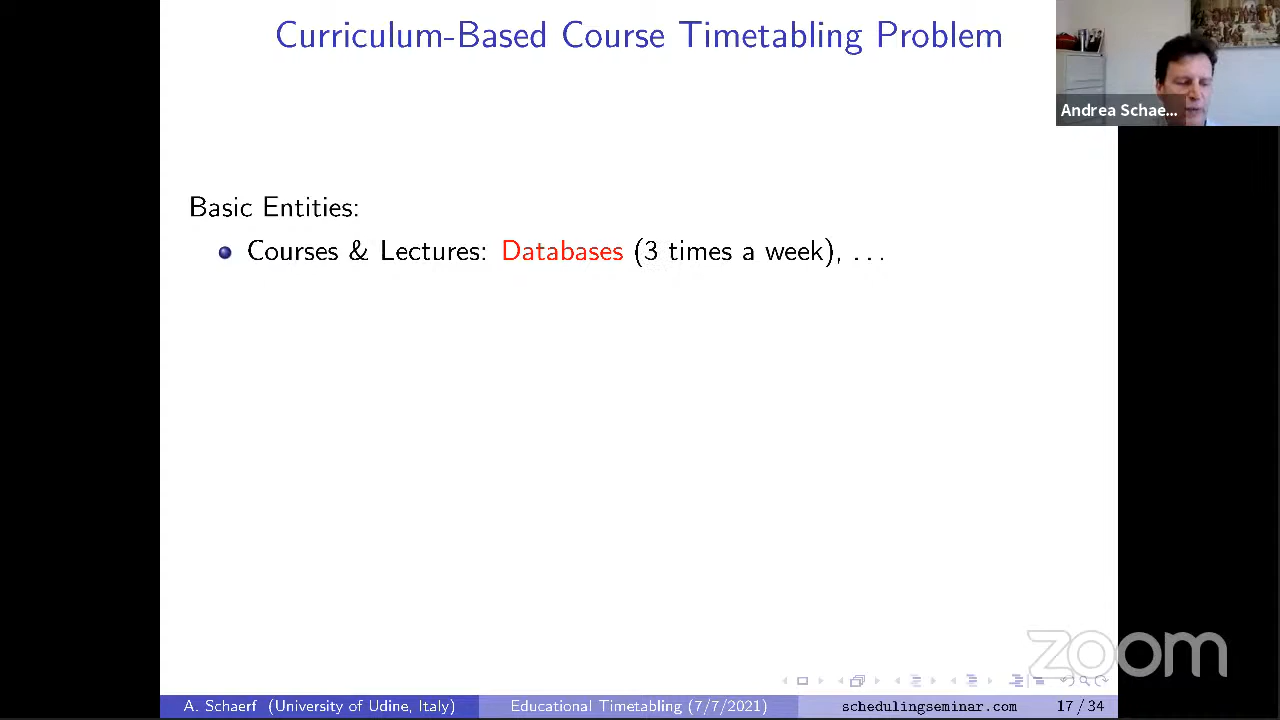 Curriculum-Based Course Timetabling Problem
Andrea Schae...
Basic Entities:
Courses & Lectures: Databases (3 times a week), ...
zoom
A. Schaerf (University of Udine, Italy) Educational Timetabling (7/7/2021) schedulingseminar.com 17 / 34